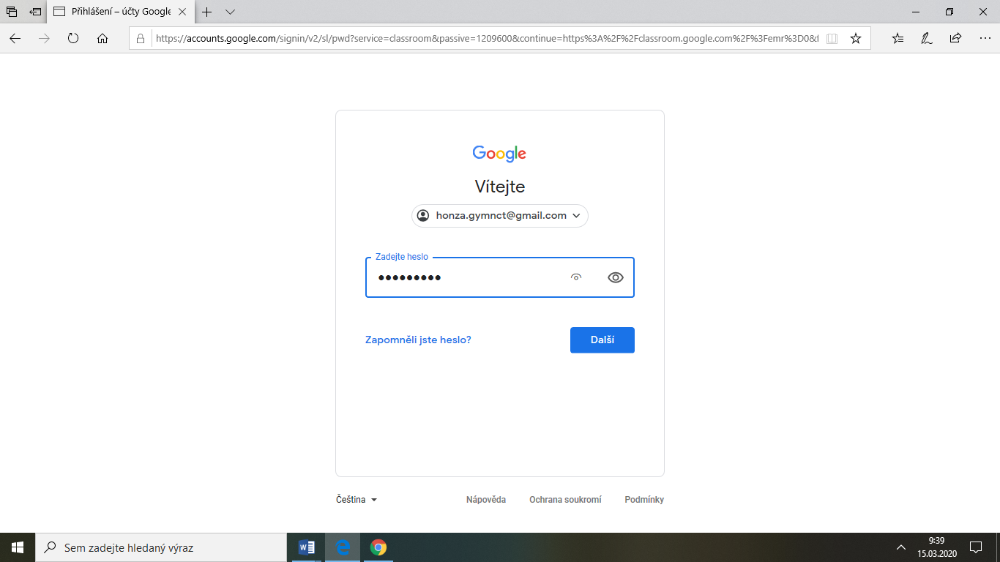 Přihlášení – účty Google
https://accounts.google.com/signin/v2/sl/pwd?service=classroom&passive=1209600&continue=https%3A%2F%2Fclassroom.google.com%2F%3Femr%3D0&f
Google
Vítejte
honza.gymnct@gmail.com
Zadejte heslo
Zapomněli jste heslo?
Další
Čeština
Nápověda
Ochrana soukromí
Podmínky
Sem zadejte hledaný výraz
9:39
15.03.2020